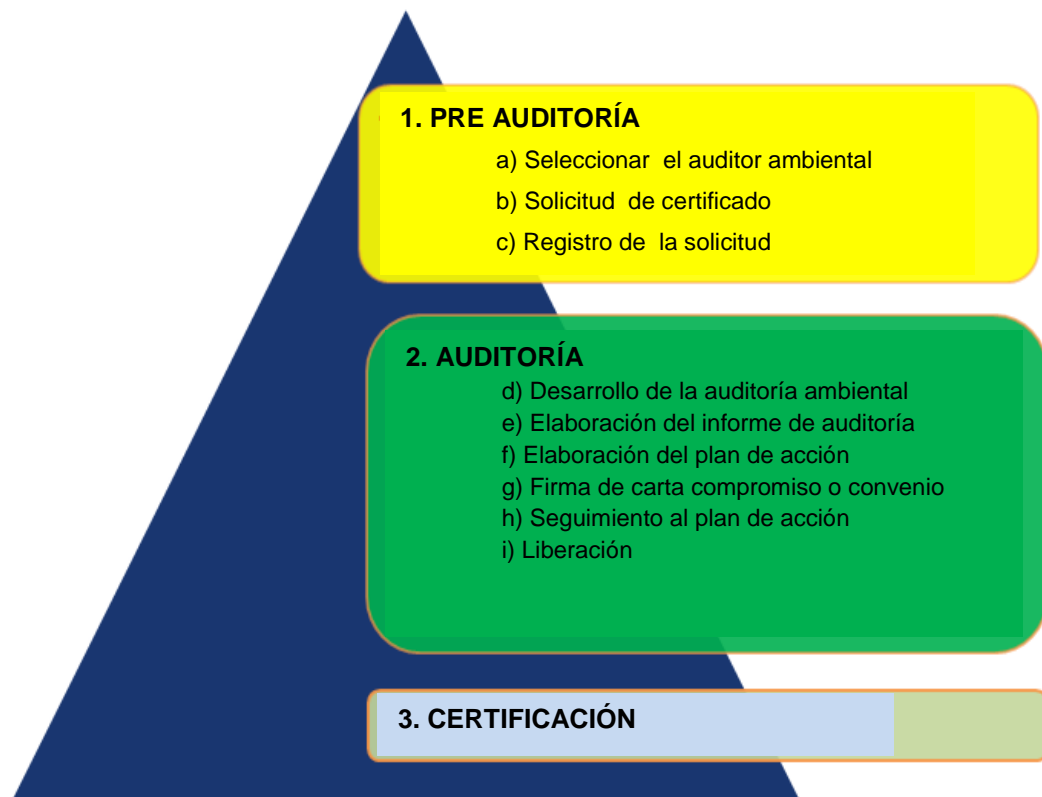 1. PRE AUDITORÍA
a) Seleccionar el auditor ambiental
b) Solicitud de certificado
c) Registro de la solicitud
2. AUDITORÍA
d) Desarrollo de la auditoría ambiental
e) Elaboración del informe de auditoría
f) Elaboración del plan de acción
g) Firma de carta compromiso o convenio
h) Seguimiento al plan de acción
i) Liberación
3. CERTIFICACIÓN